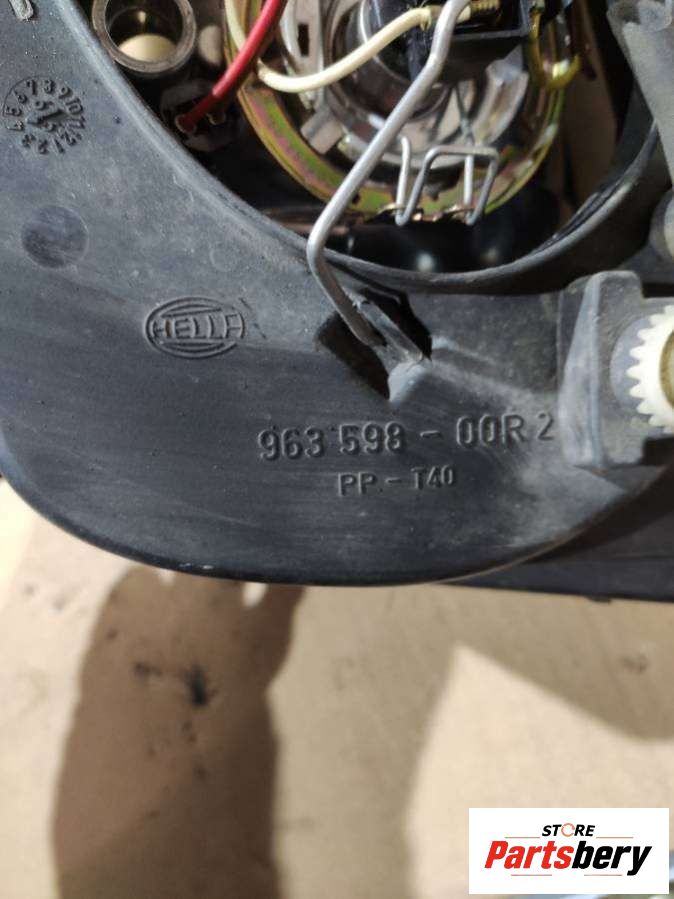 HELLA
963 598 - 00R 2
PP - T40
STORE
Partsbery